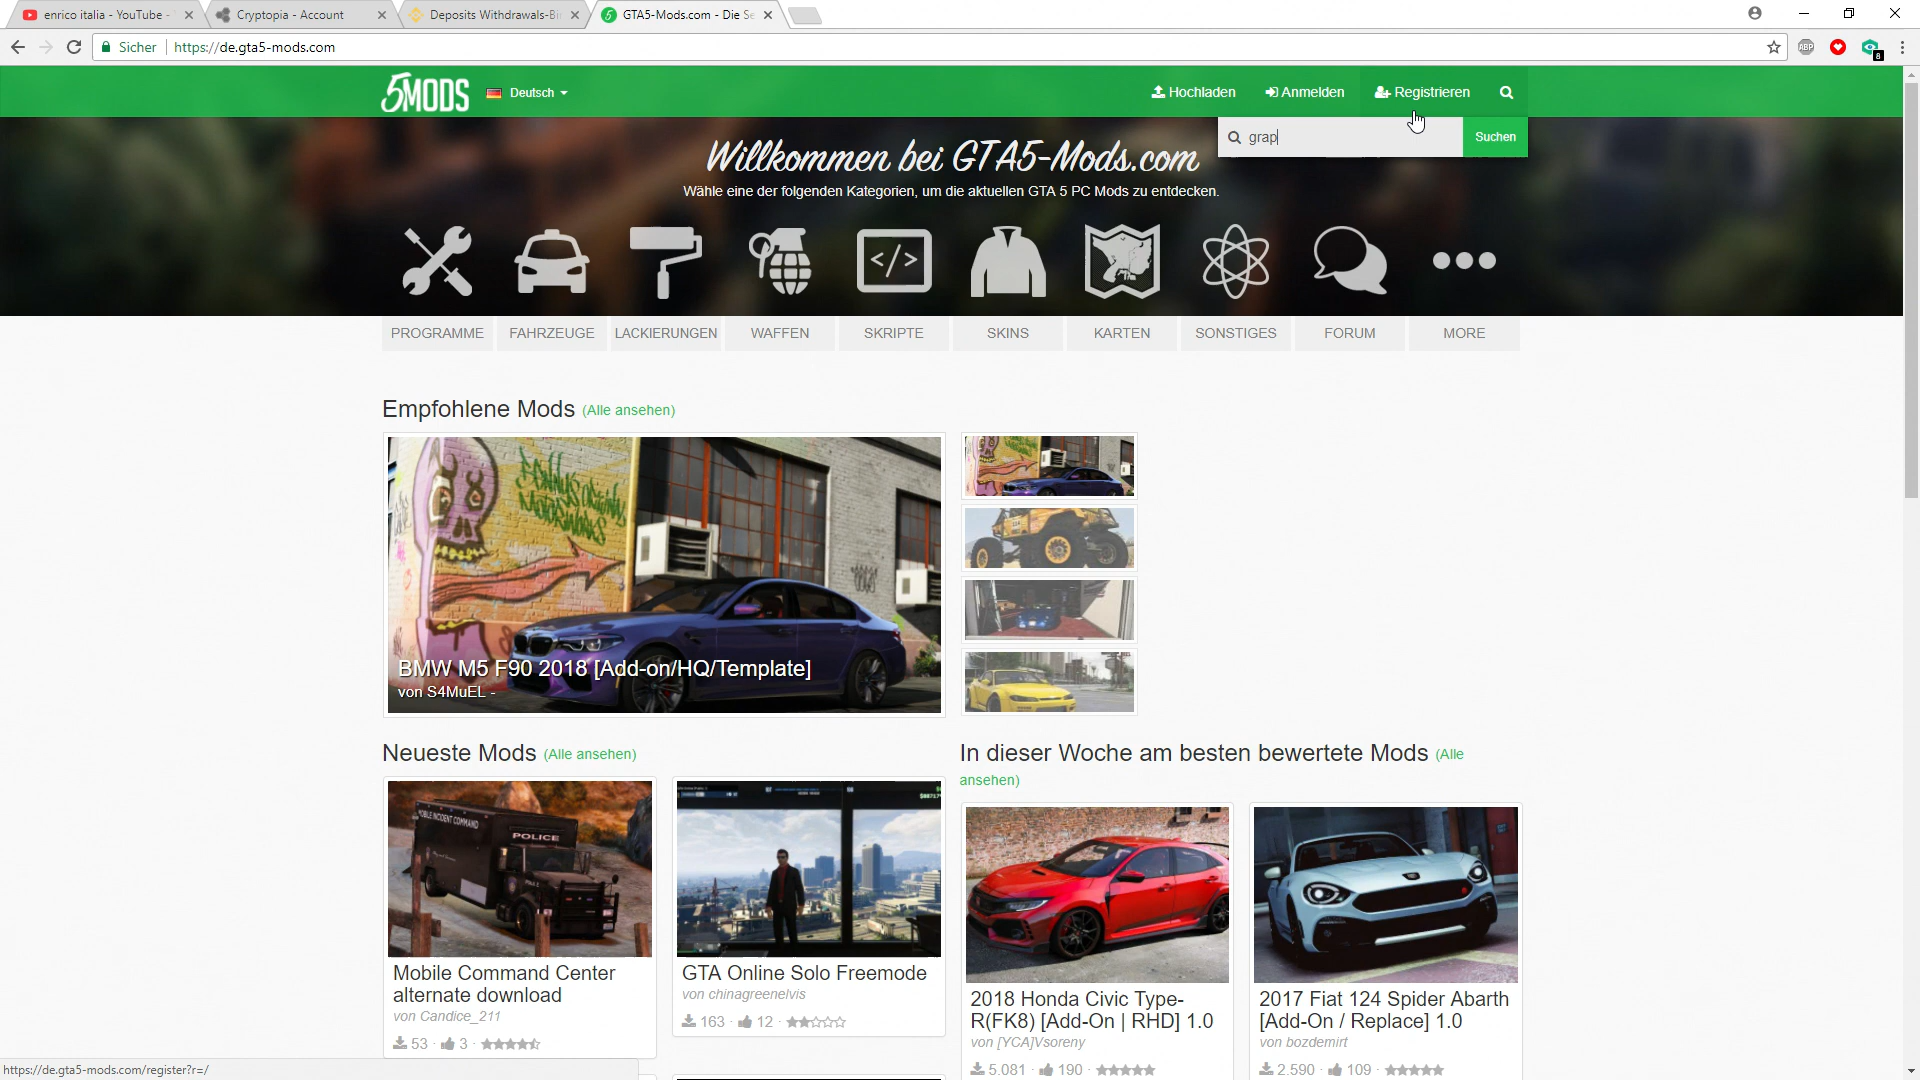 enrico italia - YouTube -
Cryptopia - Account
Deposits Withdrawals-Bi
GTA5-Mods.com - Die Se
Sicher
https://de.gta5-mods.com
ABP
8
5MODS
Deutsch
Hochladen
Anmelden
Registrieren
grap
Suchen
Willkommen bei GTA5-Mods.com
Wähle eine der folgenden Kategorien, um die aktuellen GTA 5 PC Mods zu entdecken.
PROGRAMME
FAHRZEUGE
LACKIERUNGEN
WAFFEN
SKRIPTE
SKINS
KARTEN
SONSTIGES
FORUM
MORE
Empfohlene Mods (Alle ansehen)
BMW M5 F90 2018 [Add-on/HQ/Template]
von S4MuEL -
Neueste Mods (Alle ansehen)
MOBILE INCIDENT COMMAND
POLICE
Mobile Command Center
alternate download
von Candice_211
53 · 3 ·
GTA Online Solo Freemode
von chinagreenelvis
163 · 12 ·
In dieser Woche am besten bewertete Mods (Alle
ansehen)
2018 Honda Civic Type-
R(FK8) [Add-On | RHD] 1.0
von [YCA]Vsoreny
5.081 · 190 ·
2017 Fiat 124 Spider Abarth
[Add-On / Replace] 1.0
von bozdemirt
2.590 · 109 ·
https://de.gta5-mods.com/register?r=/